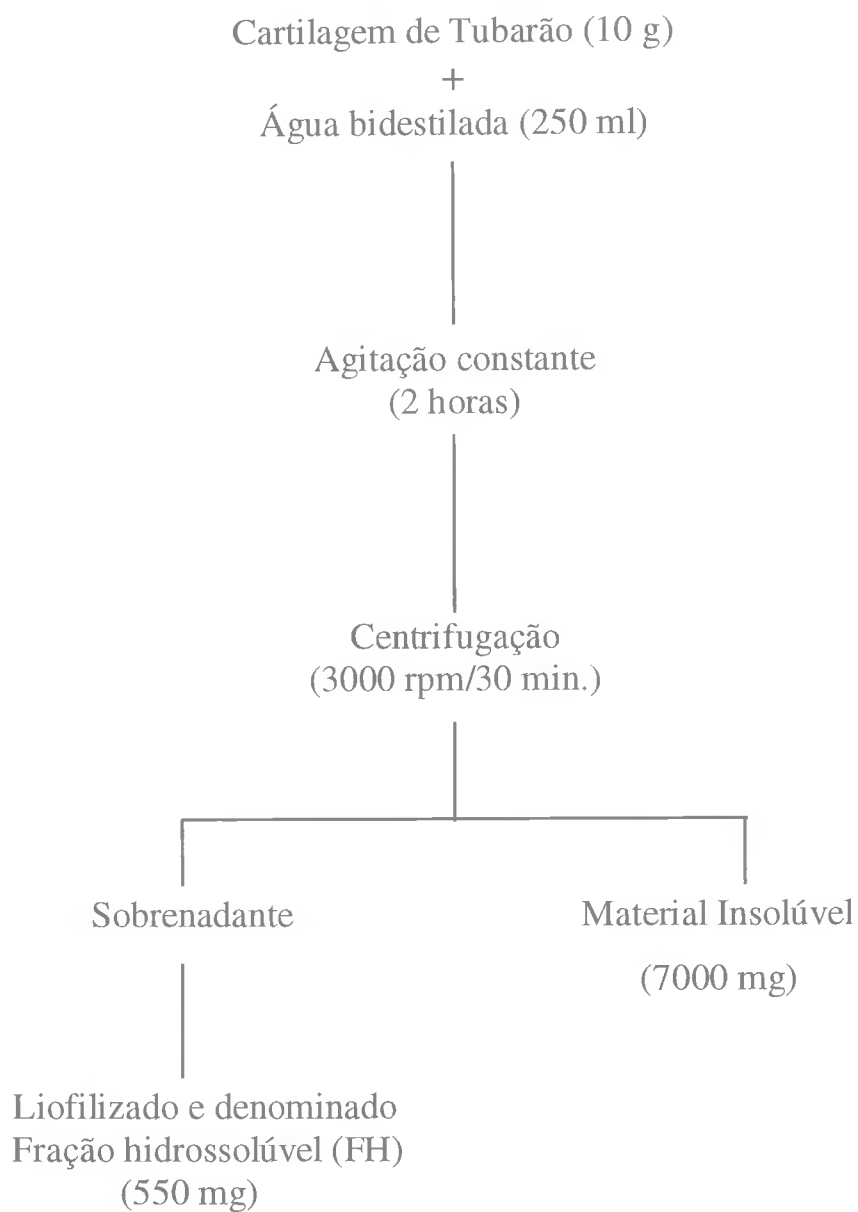 Cartilagem de Tubarão (10 g)
+
Água bidestilada (250 ml)
Agitação constante
(2 horas)
Centrifugação
(3000 rpm/30 min.)
Sobrenadante
Material Insolúvel
(7000 mg)
Liofilizado e denominado
Fração hidrossolúvel (FH)
(550 mg)